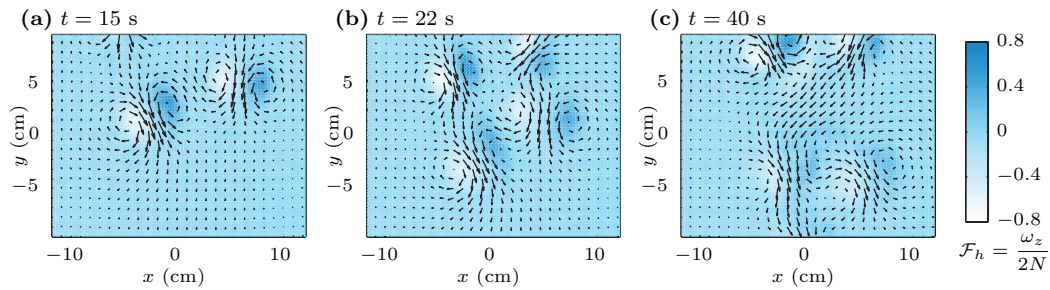 (a) t = 15 s
(b) t = 22 s
(c) t = 40 s
y (cm)
5
0
−5
−10
0
10
x (cm)
y (cm)
5
0
−5
−10
0
10
x (cm)
y (cm)
5
0
−5
−10
0
10
x (cm)
0.8
0.4
0
−0.4
−0.8
ℱₕ = ω_z / 2N